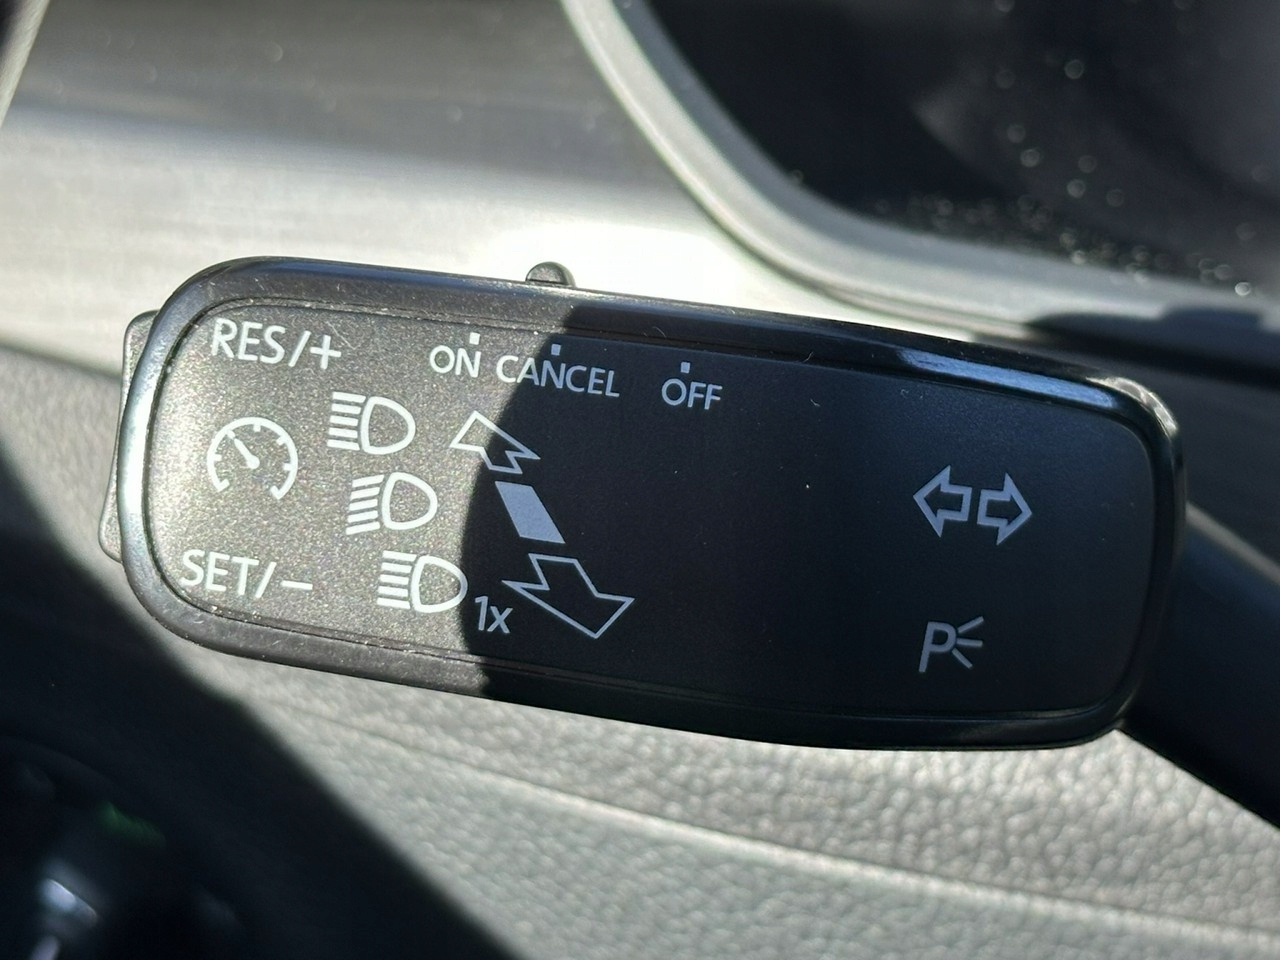 RES/+
ON CANCEL OFF
SET/-
1x
P